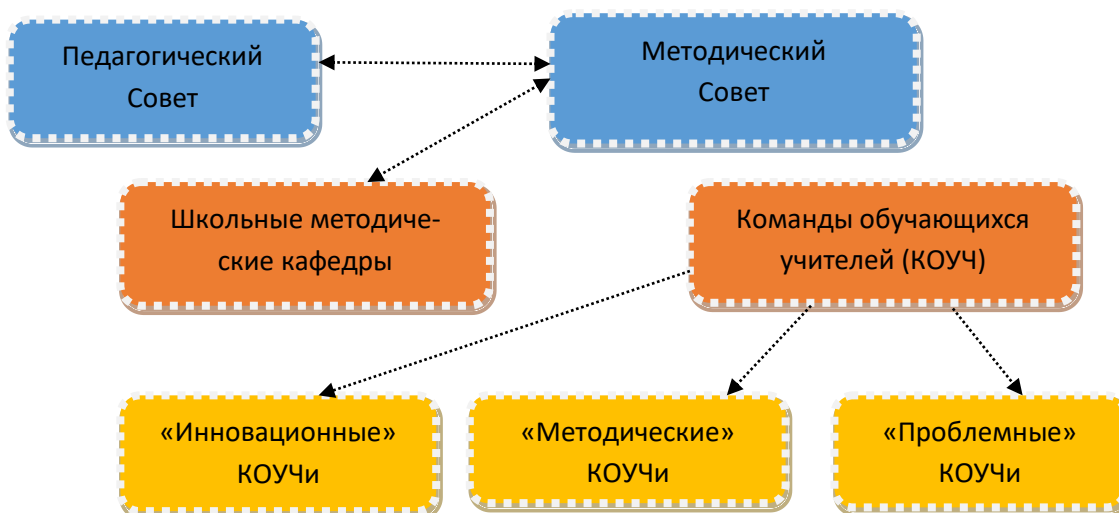 Педагогический
Совет
Методический
Совет
Школьные методиче-
ские кафедры
Команды обучающихся
учителей (КОУЧ)
«Инновационные»
КОУЧи
«Методические»
КОУЧи
«Проблемные»
КОУЧи